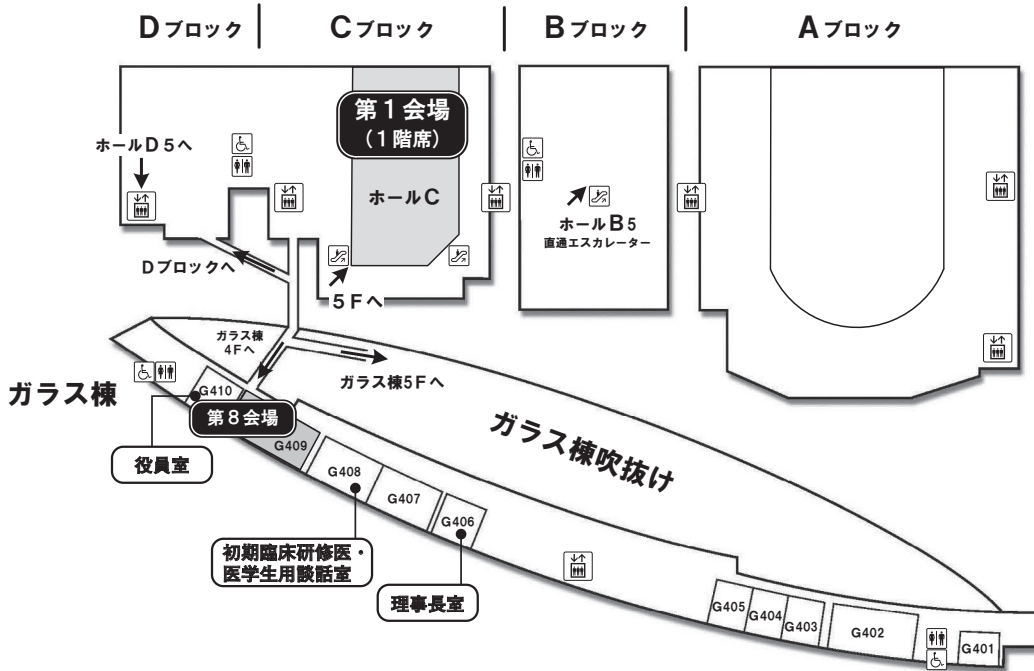 Dブロック
Cブロック
Bブロック
Aブロック
第1会場
(1階席)
ホールD5へ
ホールC
ホールB5
直通エスカレーター
Dブロックへ
5Fへ
ガラス棟
4Fへ
ガラス棟5Fへ
ガラス棟
G410
第8会場
G409
役員室
ガラス棟吹抜け
G408
G407
G406
初期臨床研修医・
医学生用談話室
理事長室
G405
G404
G403
G402
G401